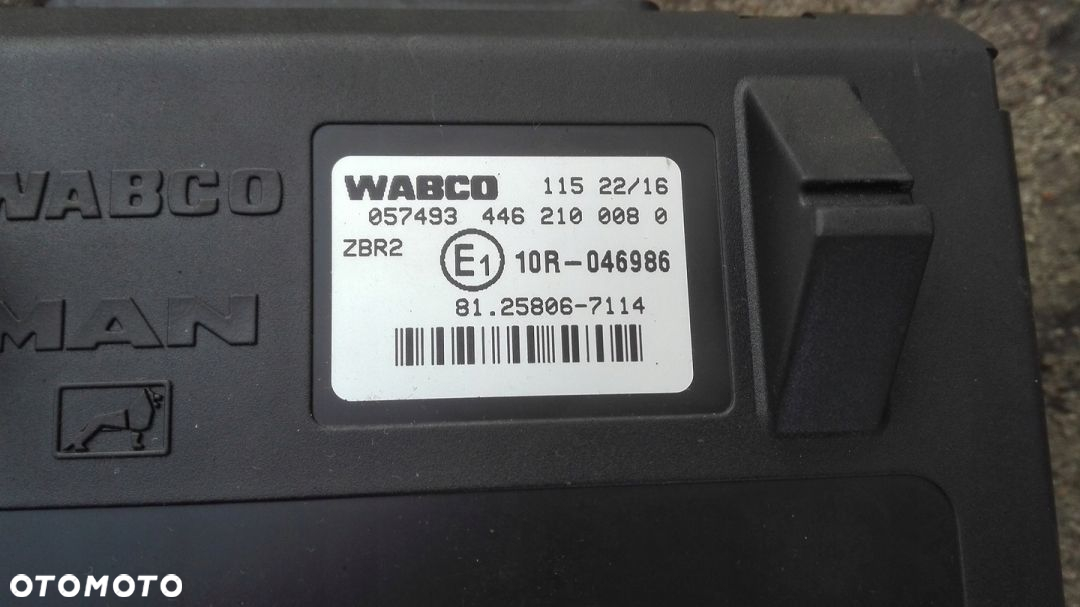 WABCO
MAN
WABCO 115 22/16
057493 446 210 008 0
ZBR2 E1 10R-046986
81.25806-7114
OTOMOTO